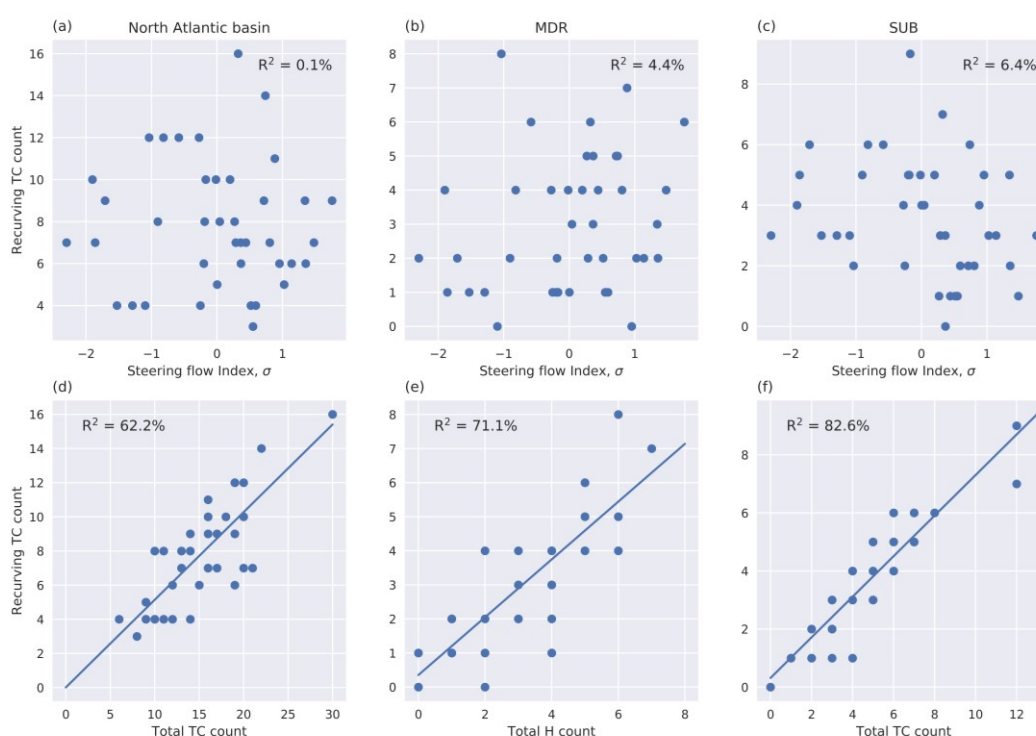 (a) North Atlantic basin
(b) MDR
(c) SUB
R² = 0.1%
R² = 4.4%
R² = 6.4%
Recurving TC count
16
14
12
10
8
6
4
8
7
6
5
4
3
2
1
0
8
6
4
2
0
−2 −1 0 1
−2 −1 0 1
−2 −1 0 1
Steering flow Index, σ
Steering flow Index, σ
Steering flow Index, σ
(d)
(e)
(f)
R² = 62.2%
R² = 71.1%
R² = 82.6%
Recurving TC count
16
14
12
10
8
6
4
2
0
8
7
6
5
4
3
2
1
0
8
6
4
2
0
0 5 10 15 20 25 30
0 2 4 6 8
0 2 4 6 8 10 12
Total TC count
Total H count
Total TC count